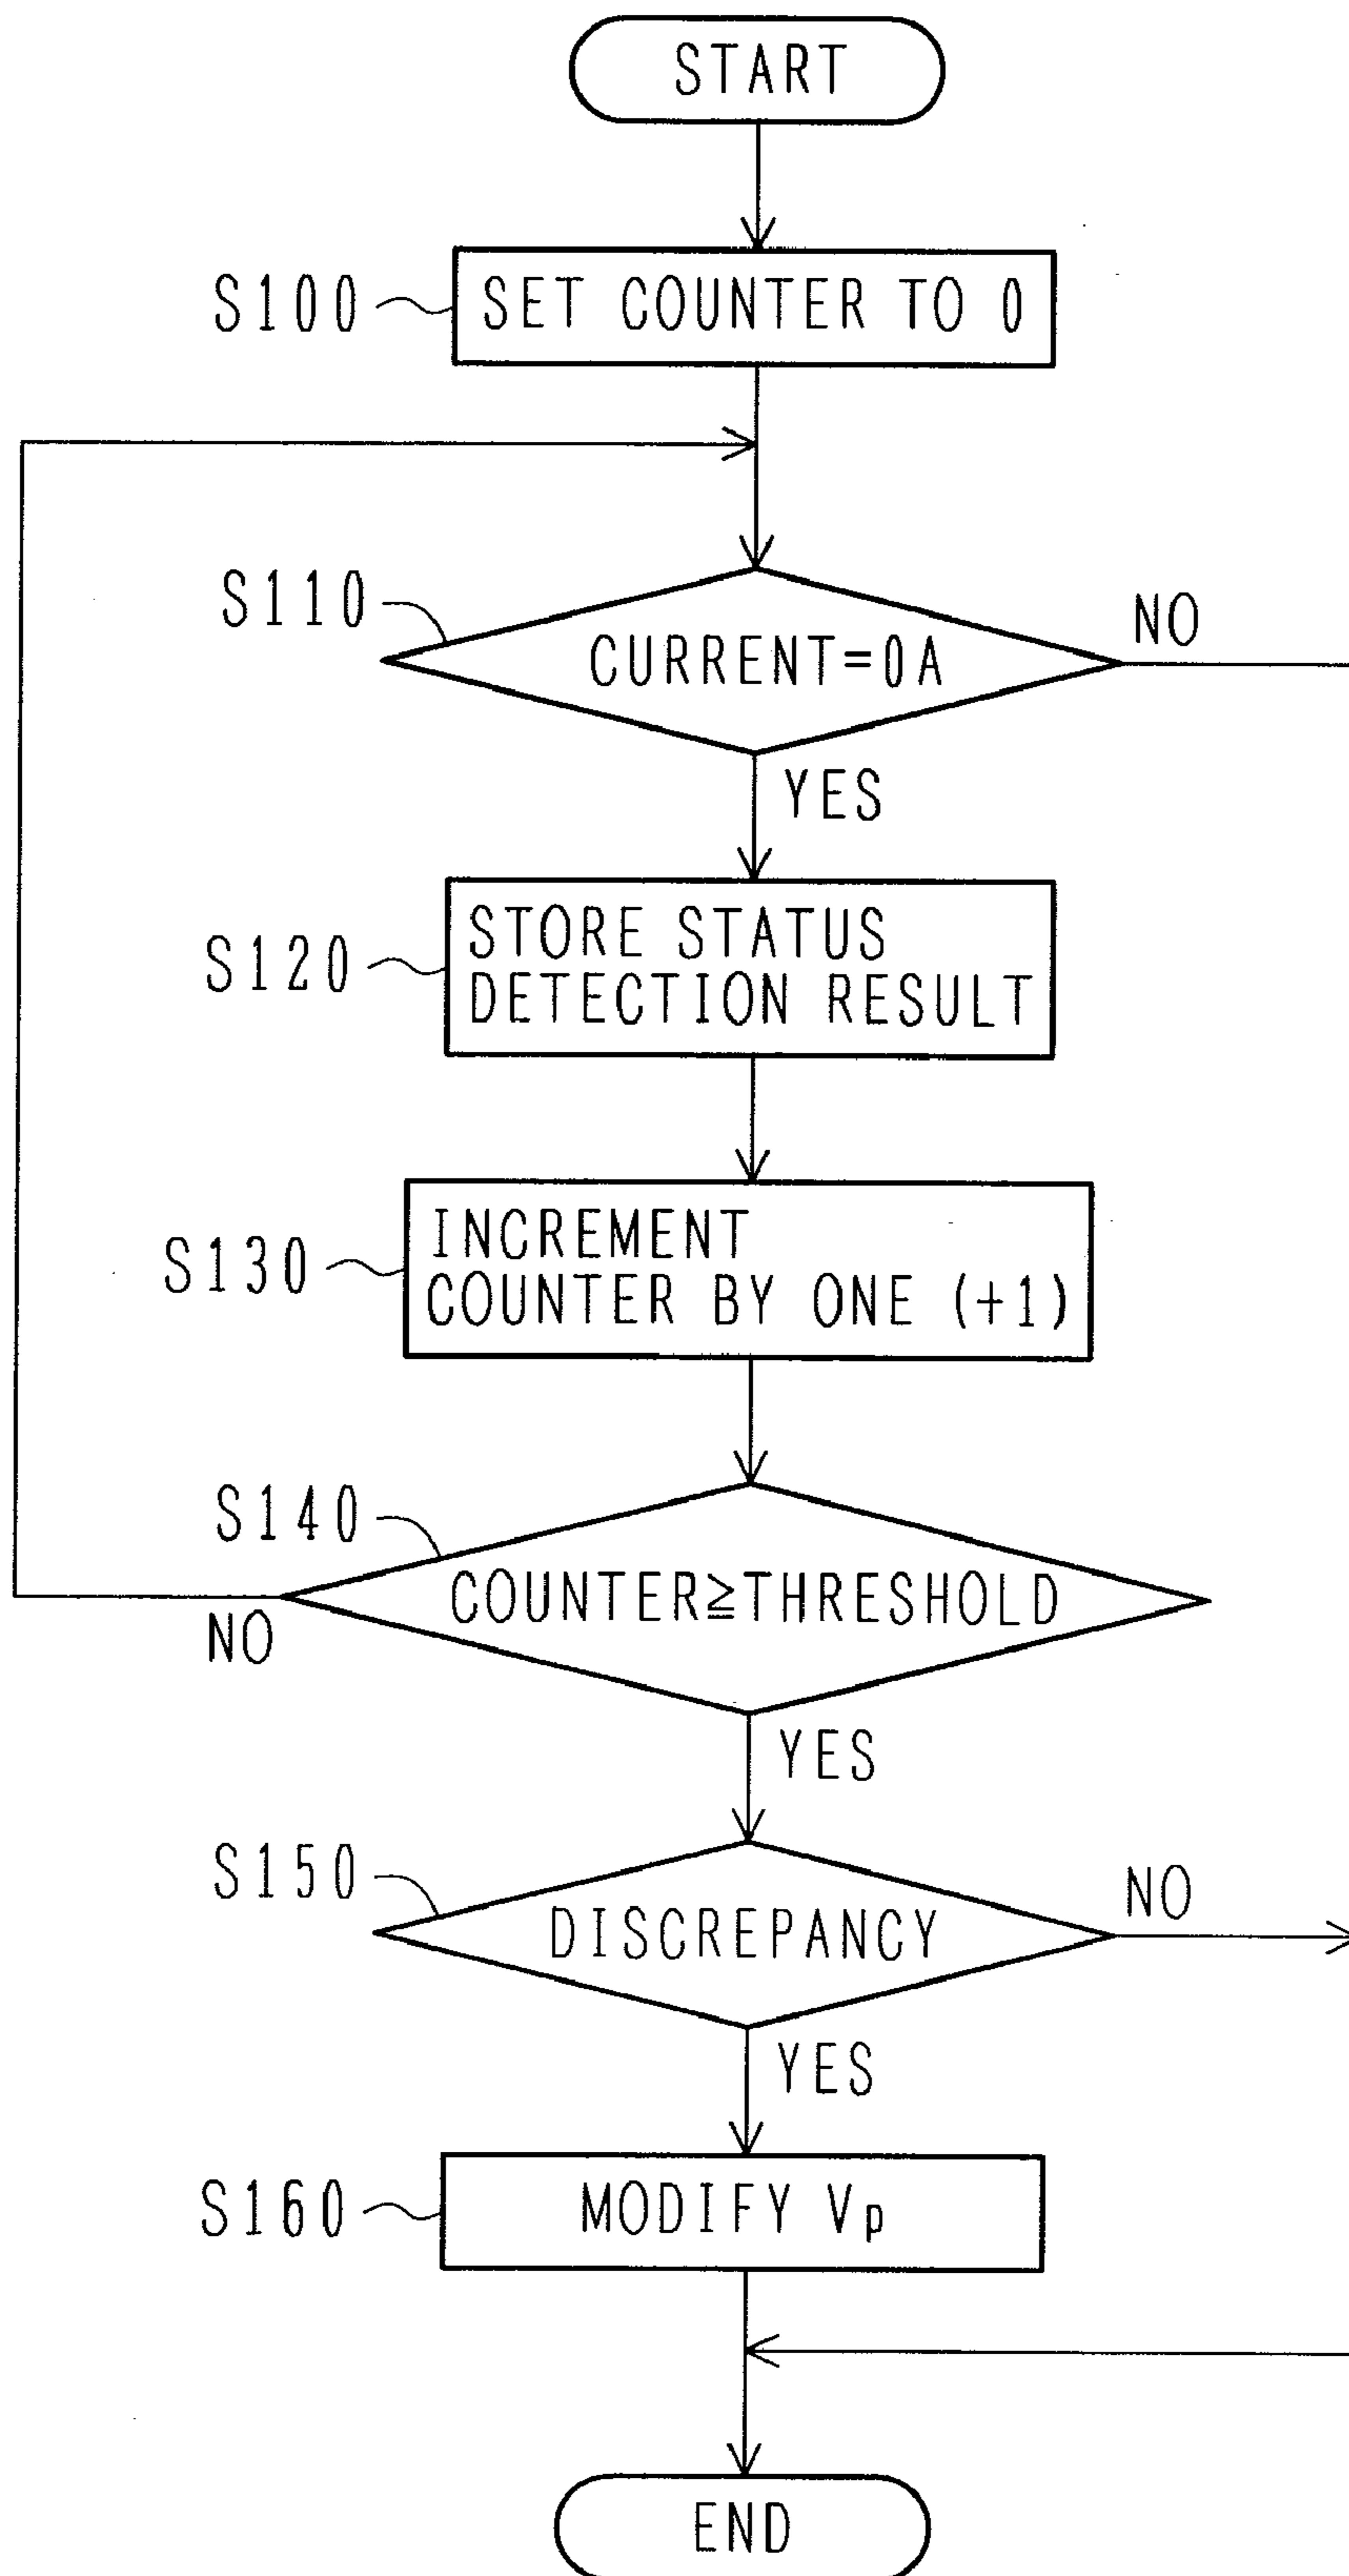 START
S100
SET COUNTER TO 0
S110
CURRENT=0A
NO
YES
S120
STORE STATUS
DETECTION RESULT
S130
INCREMENT
COUNTER BY ONE (+1)
S140
COUNTER≧THRESHOLD
NO
YES
S150
DISCREPANCY
NO
YES
S160
MODIFY Vp
END